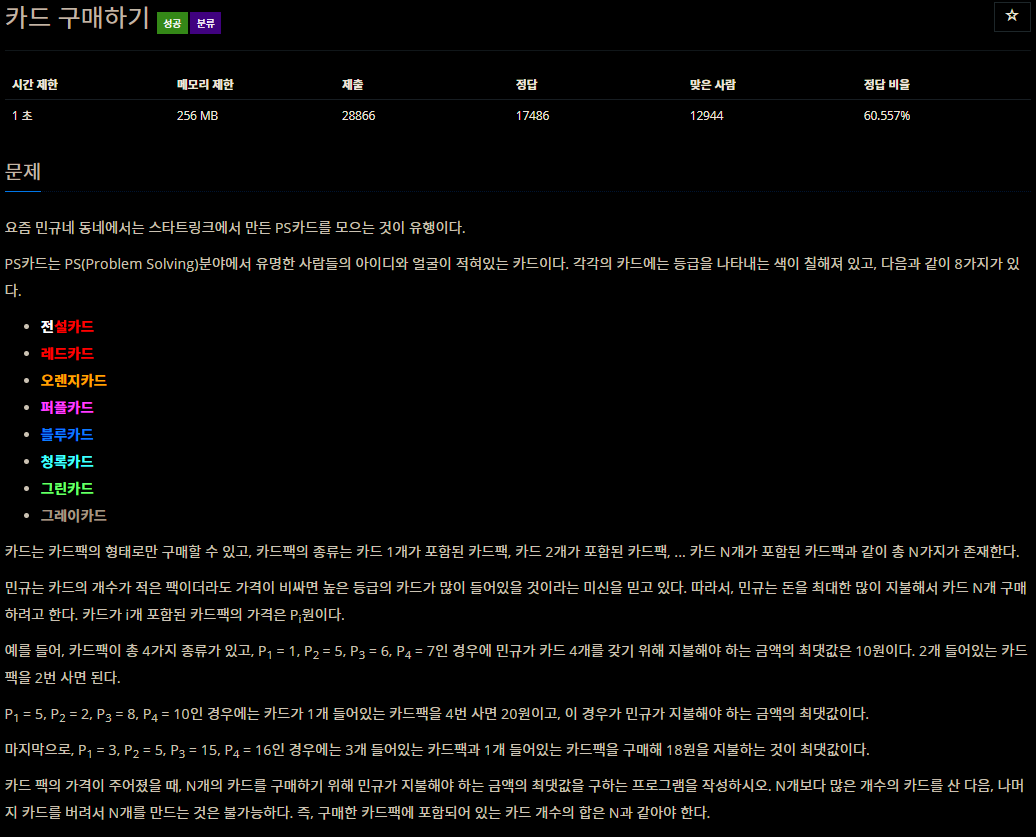 카드 구매하기 성공 분류
☆
시간 제한 메모리 제한 제출 정답 맞은 사람 정답 비율
1 초 256 MB 28866 17486 12944 60.557%
문제
요즘 민규네 동네에서는 스타트링크에서 만든 PS카드를 모으는 것이 유행이다.
PS카드는 PS(Problem Solving)분야에서 유명한 사람들의 아이디와 얼굴이 적혀있는 카드이다. 각각의 카드에는 등급을 나타내는 색이 칠해져 있고, 다음과 같이 8가지가 있
다.
• 전설카드
• 레드카드
• 오렌지카드
• 퍼플카드
• 블루카드
• 청록카드
• 그린카드
• 그레이카드
카드는 카드팩의 형태로만 구매할 수 있고, 카드팩의 종류는 카드 1개가 포함된 카드팩, 카드 2개가 포함된 카드팩, ... 카드 N개가 포함된 카드팩과 같이 총 N가지가 존재한다.
민규는 카드의 개수가 적은 팩이더라도 가격이 비싸면 높은 등급의 카드가 많이 들어있을 것이라는 미신을 믿고 있다. 따라서, 민규는 돈을 최대한 많이 지불해서 카드 N개 구매
하려고 한다. 카드가 i개 포함된 카드팩의 가격은 Pi원이다.
예를 들어, 카드팩이 총 4가지 종류가 있고, P1 = 1, P2 = 5, P3 = 6, P4 = 7인 경우에 민규가 카드 4개를 갖기 위해 지불해야 하는 금액의 최댓값은 10원이다. 2개 들어있는 카드
팩을 2번 사면 된다.
P1 = 5, P2 = 2, P3 = 8, P4 = 10인 경우에는 카드가 1개 들어있는 카드팩을 4번 사면 20원이고, 이 경우가 민규가 지불해야 하는 금액의 최댓값이다.
마지막으로, P1 = 3, P2 = 5, P3 = 15, P4 = 16인 경우에는 3개 들어있는 카드팩과 1개 들어있는 카드팩을 구매해 18원을 지불하는 것이 최댓값이다.
카드 팩의 가격이 주어졌을 때, N개의 카드를 구매하기 위해 민규가 지불해야 하는 금액의 최댓값을 구하는 프로그램을 작성하시오. N개보다 많은 개수의 카드를 산 다음, 나머
지 카드를 버려서 N개를 만드는 것은 불가능하다. 즉, 구매한 카드팩에 포함되어 있는 카드 개수의 합은 N과 같아야 한다.